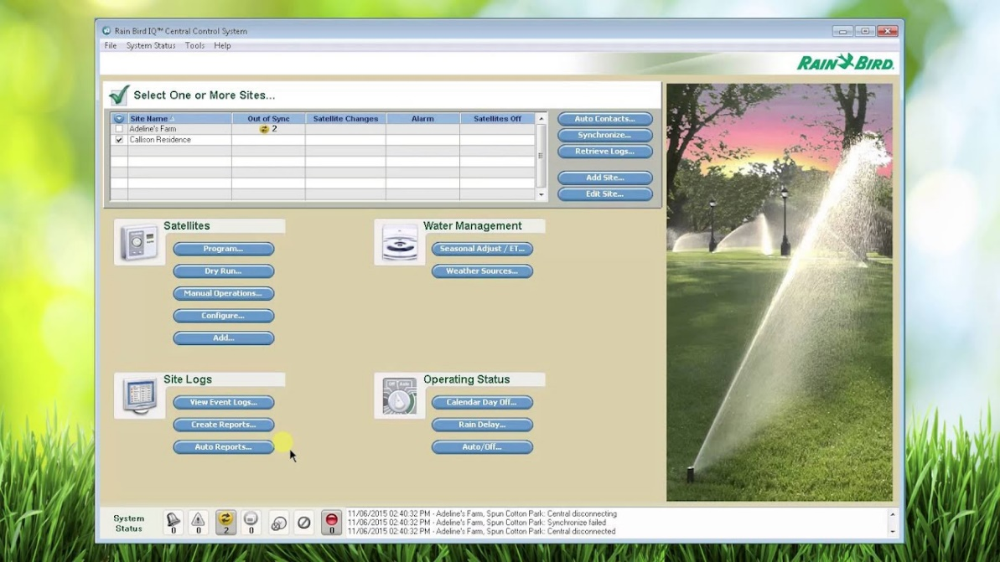 Rain Bird IQ™ Central Control System
File System Status Tools Help
RAIN BIRD.
Select One or More Sites...
Site Name Out of Sync Satellite Changes Alarm Satellites Off
Adeline's Farm 2
Callison Residence
Auto Contacts...
Synchronize...
Retrieve Logs...
Add Site...
Edit Site...
Satellites
Program...
Dry Run...
Manual Operations...
Configure...
Add...
Water Management
Seasonal Adjust / ET...
Weather Sources...
Site Logs
View Event Logs...
Create Reports...
Auto Reports...
Operating Status
Off Auto
Calendar Day Off...
Rain Delay...
Auto/Off...
System
Status
0 0 2 0 0
11/06/2015 02:40:32 PM - Adeline's Farm, Spun Cotton Park: Central disconnecting
11/06/2015 02:40:32 PM - Adeline's Farm, Spun Cotton Park: Synchronize failed
11/06/2015 02:40:32 PM - Adeline's Farm, Spun Cotton Park: Central disconnected